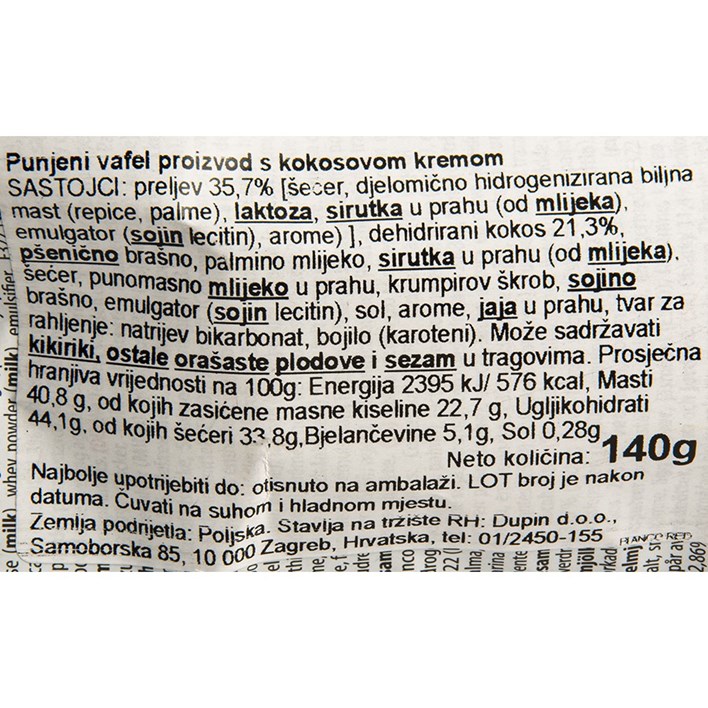 Punjeni vafel proizvod s kokosovom kremom
SASTOJCI: preljev 35,7% [šećer, djelomično hidrogenizirana biljna
mast (repice, palme), laktoza, sirutka u prahu (od mlijeka),
emulgator (sojin lecitin), arome) ], dehidrirani kokos 21,3%,
pšenično brašno, palmino mlijeko, sirutka u prahu (od mlijeka),
šećer, punomasno mlijeko u prahu, krumpirov škrob, sojino
brašno, emulgator (sojin lecitin), sol, arome, jaja u prahu, tvar za
rahljenje: natrijev bikarbonat, bojilo (karoteni). Može sadržavati
kikiriki, ostale orašaste plodove i sezam u tragovima. Prosječna
hranjiva vrijednosti na 100g: Energija 2395 kJ/ 576 kcal, Masti
40,8 g, od kojih zasićene masne kiseline 22,7 g, Ugljikohidrati
44,1g, od kojih šećeri 33,8g,Bjelančevine 5,1g, Sol 0,28g
Neto količina: 140g
Najbolje upotrijebiti do: otisnuto na ambalaži. LOT broj je nakon
datuma. Čuvati na suhom i hladnom mjestu.
Zemlja podrijetla: Poljska. Stavlja na tržište RH: Dupin d.o.o.,
Samoborska 85, 10 000 Zagreb, Hrvatska, tel: 01/2450-155
(milk), whey powder (milk), emulsifier